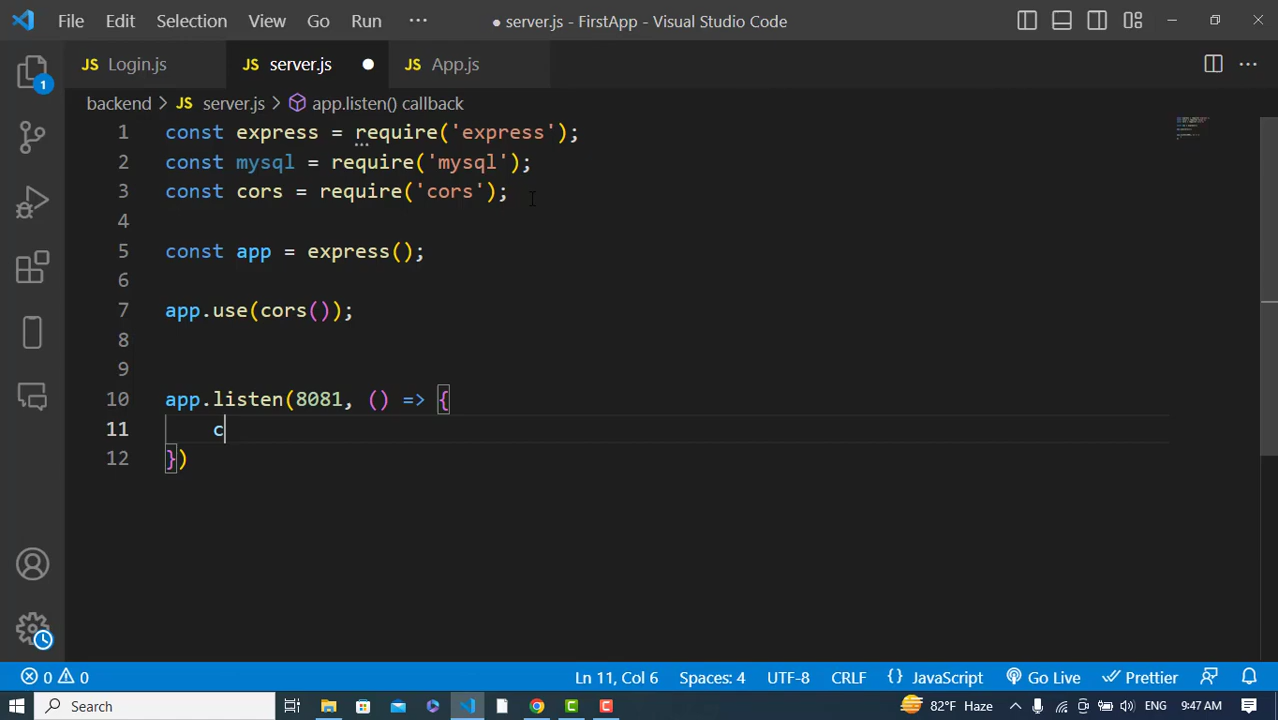 File Edit Selection View Go Run ··· ● server.js - FirstApp - Visual Studio Code
JS Login.js JS server.js ● JS App.js ···
backend > JS server.js > app.listen() callback
1 const express = require('express');
2 const mysql = require('mysql');
3 const cors = require('cors');
4
5 const app = express();
6
7 app.use(cors());
8
9
10 app.listen(8081, () => {
11 c
12 })
1
0 0 Ln 11, Col 6 Spaces: 4 UTF-8 CRLF { } JavaScript Go Live Prettier
Search 82°F Haze ENG 9:47 AM